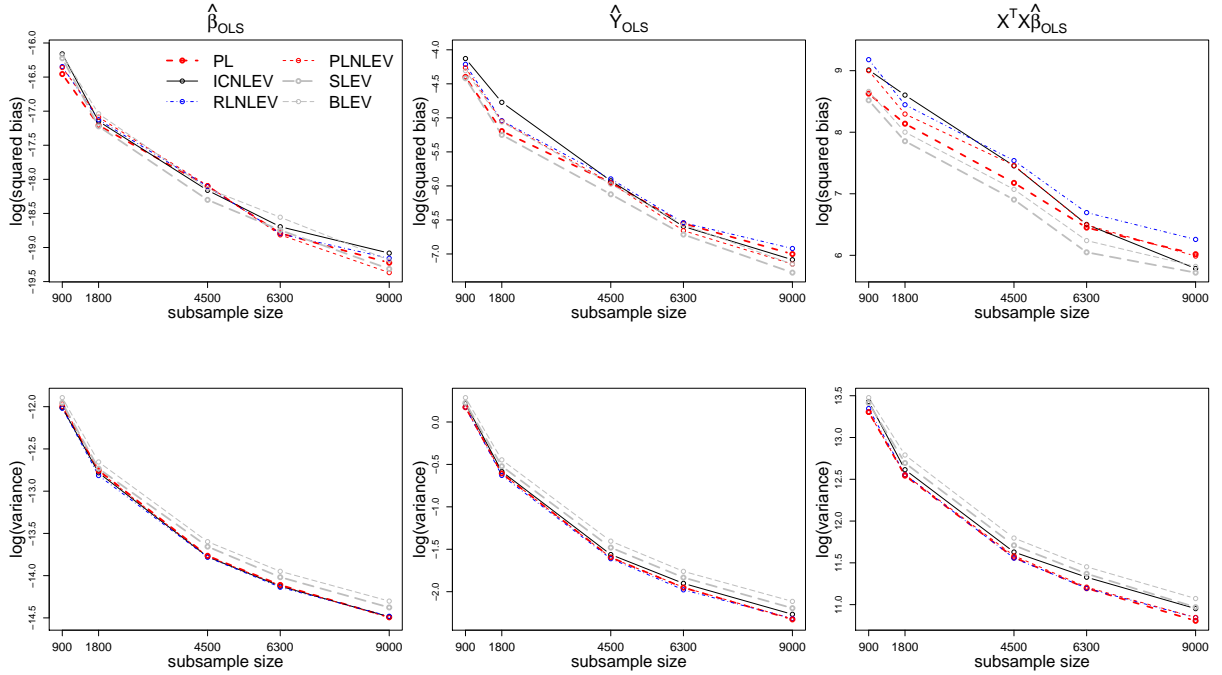 β̂OLS
ŶOLS
XᵀXβ̂OLS
PL
PLNLEV
ICNLEV
SLEV
RLNLEV
BLEV
log(squared bias)
−16.0
−16.5
−17.0
−17.5
−18.0
−18.5
−19.0
−19.5
900 1800 4500 6300 9000
subsample size
log(squared bias)
−4.0
−4.5
−5.0
−5.5
−6.0
−6.5
−7.0
900 1800 4500 6300 9000
subsample size
log(squared bias)
9
8
7
6
900 1800 4500 6300 9000
subsample size
log(variance)
−12.0
−12.5
−13.0
−13.5
−14.0
−14.5
900 1800 4500 6300 9000
subsample size
log(variance)
0.0
−0.5
−1.0
−1.5
−2.0
900 1800 4500 6300 9000
subsample size
log(variance)
13.5
13.0
12.5
12.0
11.5
11.0
900 1800 4500 6300 9000
subsample size